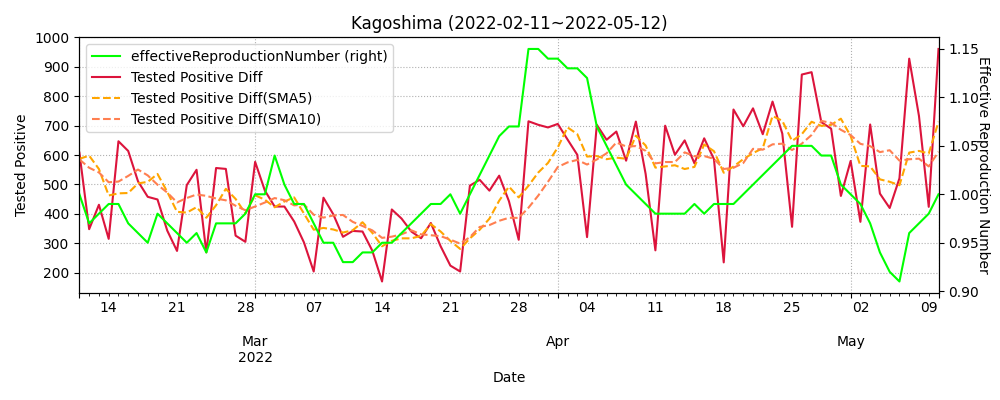 Kagoshima (2022-02-11~2022-05-12)
effectiveReproductionNumber (right)
Tested Positive Diff
Tested Positive Diff(SMA5)
Tested Positive Diff(SMA10)
Tested Positive
1000
900
800
700
600
500
400
300
200
1.15
1.10
1.05
1.00
0.95
0.90
Effective Reproduction Number
14 21 28 07 14 21 28 04 11 18 25 02 09
Mar Apr May
2022
Date